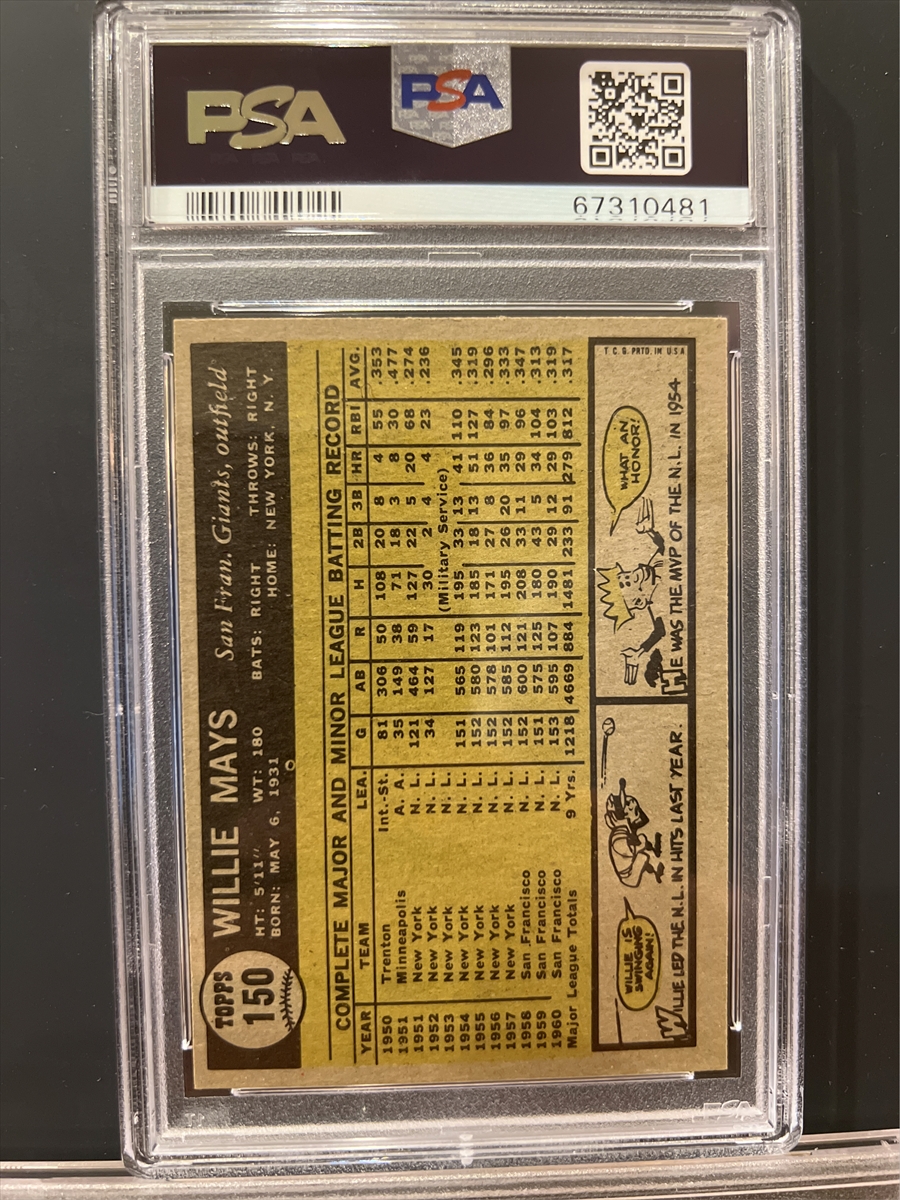 PSA
PSA
67310481
TOPPS
150
WILLIE MAYS San Fran. Giants, outfield
HT: 5'11" WT: 180 BATS: RIGHT THROWS: RIGHT
BORN: MAY 6, 1931 HOME: NEW YORK, N. Y.
COMPLETE MAJOR AND MINOR LEAGUE BATTING RECORD
YEAR TEAM LEA. G AB R H 2B 3B HR RBI AVG.
1950 Trenton Int.-St. 81 306 50 108 20 8 4 55 .353
1951 Minneapolis A. A. 35 149 38 71 18 3 8 30 .477
1951 New York N. L. 121 464 59 127 22 5 20 68 .274
1952 New York N. L. 34 127 17 30 2 4 4 23 .236
1953 New York N. L. (Military Service)
1954 New York N. L. 151 565 119 195 33 13 41 110 .345
1955 New York N. L. 152 580 123 185 18 13 51 127 .319
1956 New York N. L. 152 578 101 171 27 8 36 84 .296
1957 New York N. L. 152 585 112 195 26 20 35 97 .333
1958 San Francisco N. L. 152 600 121 208 33 11 29 96 .347
1959 San Francisco N. L. 151 575 125 180 43 5 34 104 .313
1960 San Francisco N. L. 153 595 107 190 29 12 29 103 .319
Major League Totals 9 Yrs. 1218 4669 884 1481 233 91 279 812 .317
WILLIE IS
SWINGING
AGAIN!
WILLIE LED THE N.L. IN HITS LAST YEAR.
WHAT AN
HONOR!
HE WAS THE MVP OF THE N.L. IN 1954
T. C. G. PRTD. IN U S A
PSA